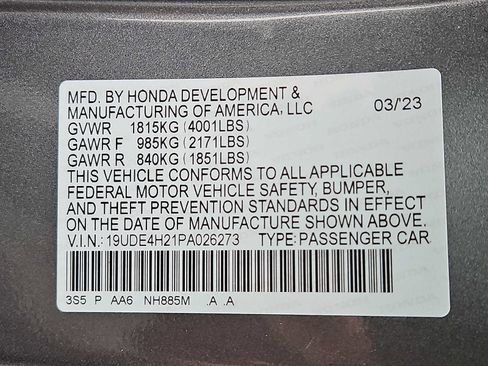 MFD. BY HONDA DEVELOPMENT &
MANUFACTURING OF AMERICA, LLC 03/'23
GVWR 1815KG (4001LBS)
GAWR F 985KG (2171LBS)
GAWR R 840KG (1851LBS)
THIS VEHICLE CONFORMS TO ALL APPLICABLE
FEDERAL MOTOR VEHICLE SAFETY, BUMPER,
AND THEFT PREVENTION STANDARDS IN EFFECT
ON THE DATE OF MANUFACTURE SHOWN ABOVE.
V.I.N.: 19UDE4H21PA026273 TYPE: PASSENGER CAR
3S5 P AA6 NH885M .A .A